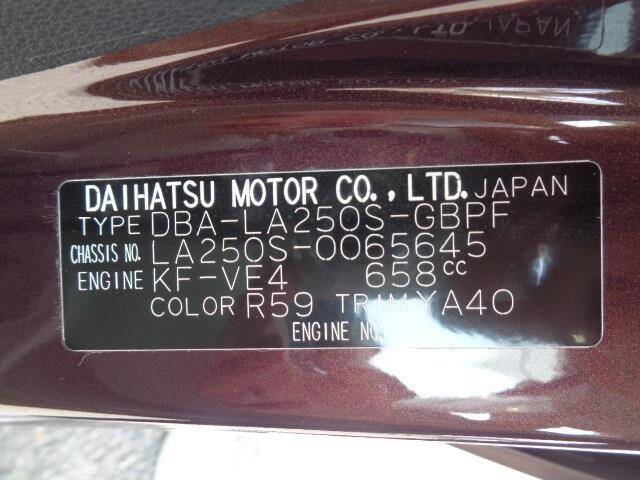 DAIHATSU MOTOR CO., LTD. JAPAN
TYPE DBA-LA250S-GBPF
CHASSIS NO. LA250S-0065645
ENGINE KF-VE4 658cc
COLOR R59 TRIM YA40
ENGINE NO.